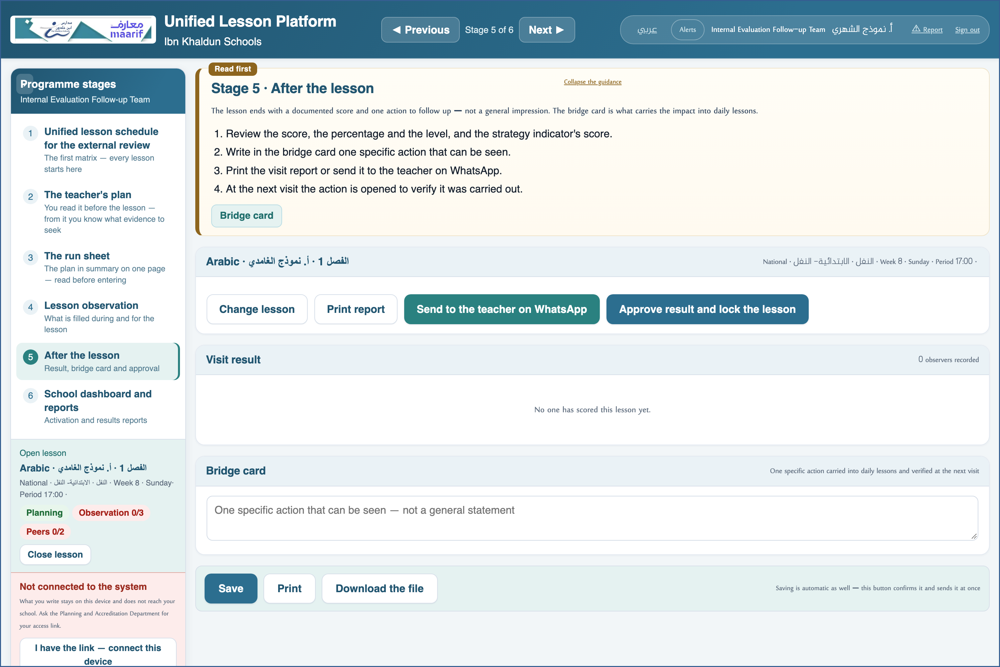 مدارس
ابن خلدون
Ibn Khaldun Schools
معارف
maarif
Unified Lesson Platform
Ibn Khaldun Schools
◀ Previous
Stage 5 of 6
Next ▶
عربي
Alerts
Internal Evaluation Follow-up Team
أ. نموذج الشهري
⚠ Report
Sign out
Programme stages
Internal Evaluation Follow-up Team
1
Unified lesson schedule
for the external review
The first matrix — every lesson
starts here
2
The teacher's plan
You read it before the lesson —
from it you know what evidence to
seek
3
The run sheet
The plan in summary on one page
— read before entering
4
Lesson observation
What is filled during and for the
lesson
5
After the lesson
Result, bridge card and approval
6
School dashboard and
reports
Activation and results reports
Open lesson
Arabic · الفصل 1 · أ. نموذج الغامدي
National · النفل · الابتدائية- النفل · Week 8 · Sunday·
Period 17:00 ·
Planning
Observation 0/3
Peers 0/2
Close lesson
Not connected to the system
What you write stays on this device and does not reach your
school. Ask the Planning and Accreditation Department for
your access link.
I have the link — connect this
device
Read first
Stage 5 · After the lesson
Collapse the guidance
The lesson ends with a documented score and one action to follow up — not a general impression. The bridge card is what carries the impact into daily lessons.
1. Review the score, the percentage and the level, and the strategy indicator's score.
2. Write in the bridge card one specific action that can be seen.
3. Print the visit report or send it to the teacher on WhatsApp.
4. At the next visit the action is opened to verify it was carried out.
Bridge card
Arabic · الفصل 1 · أ. نموذج الغامدي
National · النفل · الابتدائية- النفل · Week 8 · Sunday · Period 17:00 ·
Change lesson
Print report
Send to the teacher on WhatsApp
Approve result and lock the lesson
Visit result
0 observers recorded
No one has scored this lesson yet.
Bridge card
One specific action carried into daily lessons and verified at the next visit
One specific action that can be seen — not a general statement
Save
Print
Download the file
Saving is automatic as well — this button confirms it and sends it at once